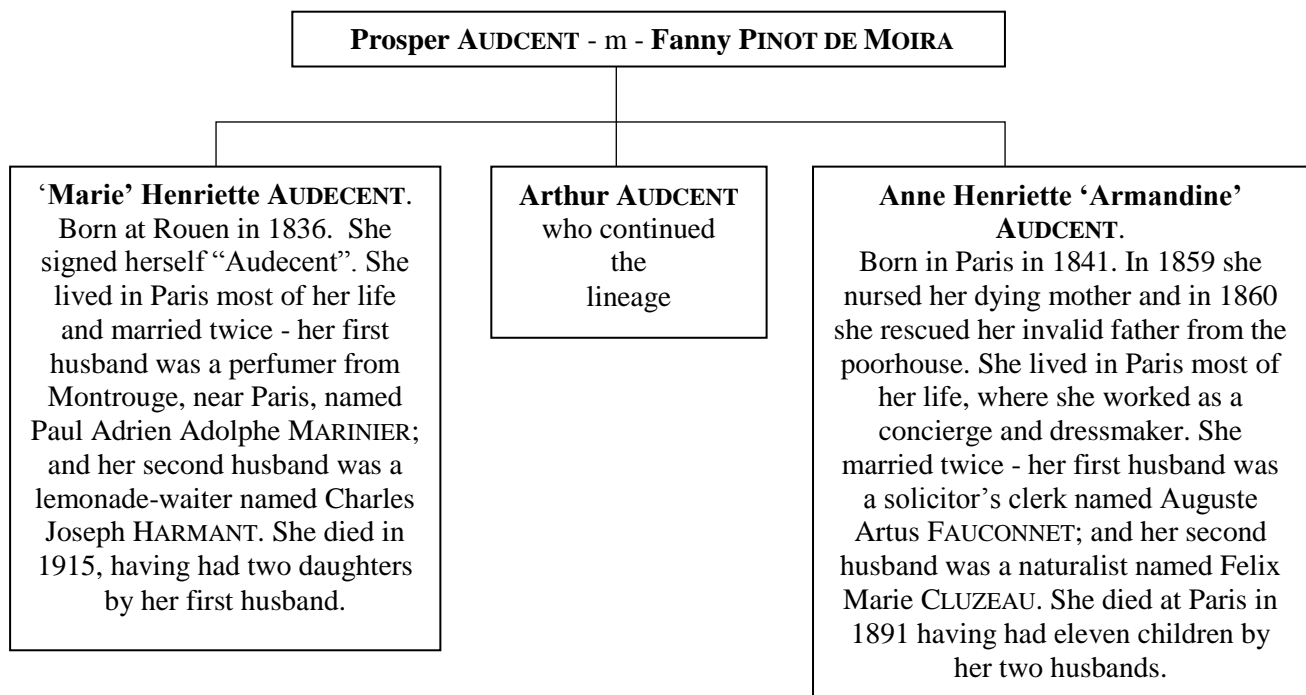 Prosper AUDCENT - m - Fanny PINOT DE MOIRA
‘Marie’ Henriette AUDECENT.
Born at Rouen in 1836. She
signed herself “Audecent”. She
lived in Paris most of her life
and married twice - her first
husband was a perfumer from
Montrouge, near Paris, named
Paul Adrien Adolphe MARINIER;
and her second husband was a
lemonade-waiter named Charles
Joseph HARMANT. She died in
1915, having had two daughters
by her first husband.
Arthur AUDCENT
who continued
the
lineage
Anne Henriette ‘Armandine’
AUDCENT.
Born in Paris in 1841. In 1859 she
nursed her dying mother and in 1860
she rescued her invalid father from the
poorhouse. She lived in Paris most of
her life, where she worked as a
concierge and dressmaker. She
married twice - her first husband was
a solicitor’s clerk named Auguste
Artus FAUCONNET; and her second
husband was a naturalist named Felix
Marie CLUZEAU. She died at Paris in
1891 having had eleven children by
her two husbands.